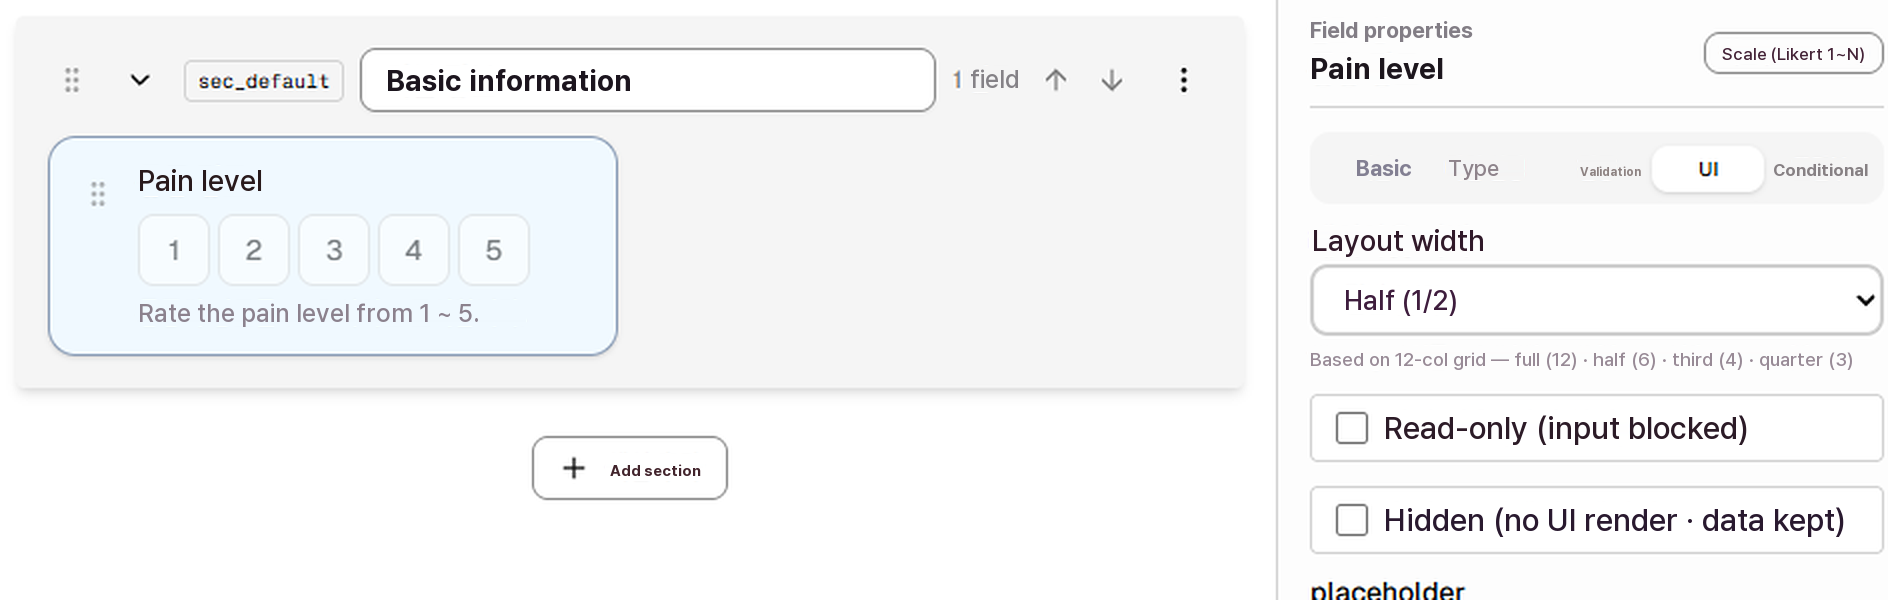 sec_default
Basic information
1 field
Pain level
1 2 3 4 5
Rate the pain level from 1 ~ 5.
Add section
Field properties
Pain level
Scale (Likert 1~N)
Basic Type Validation UI Conditional
Layout width
Half (1/2)
Based on 12-col grid — full (12) · half (6) · third (4) · quarter (3)
Read-only (input blocked)
Hidden (no UI render · data kept)
placeholder